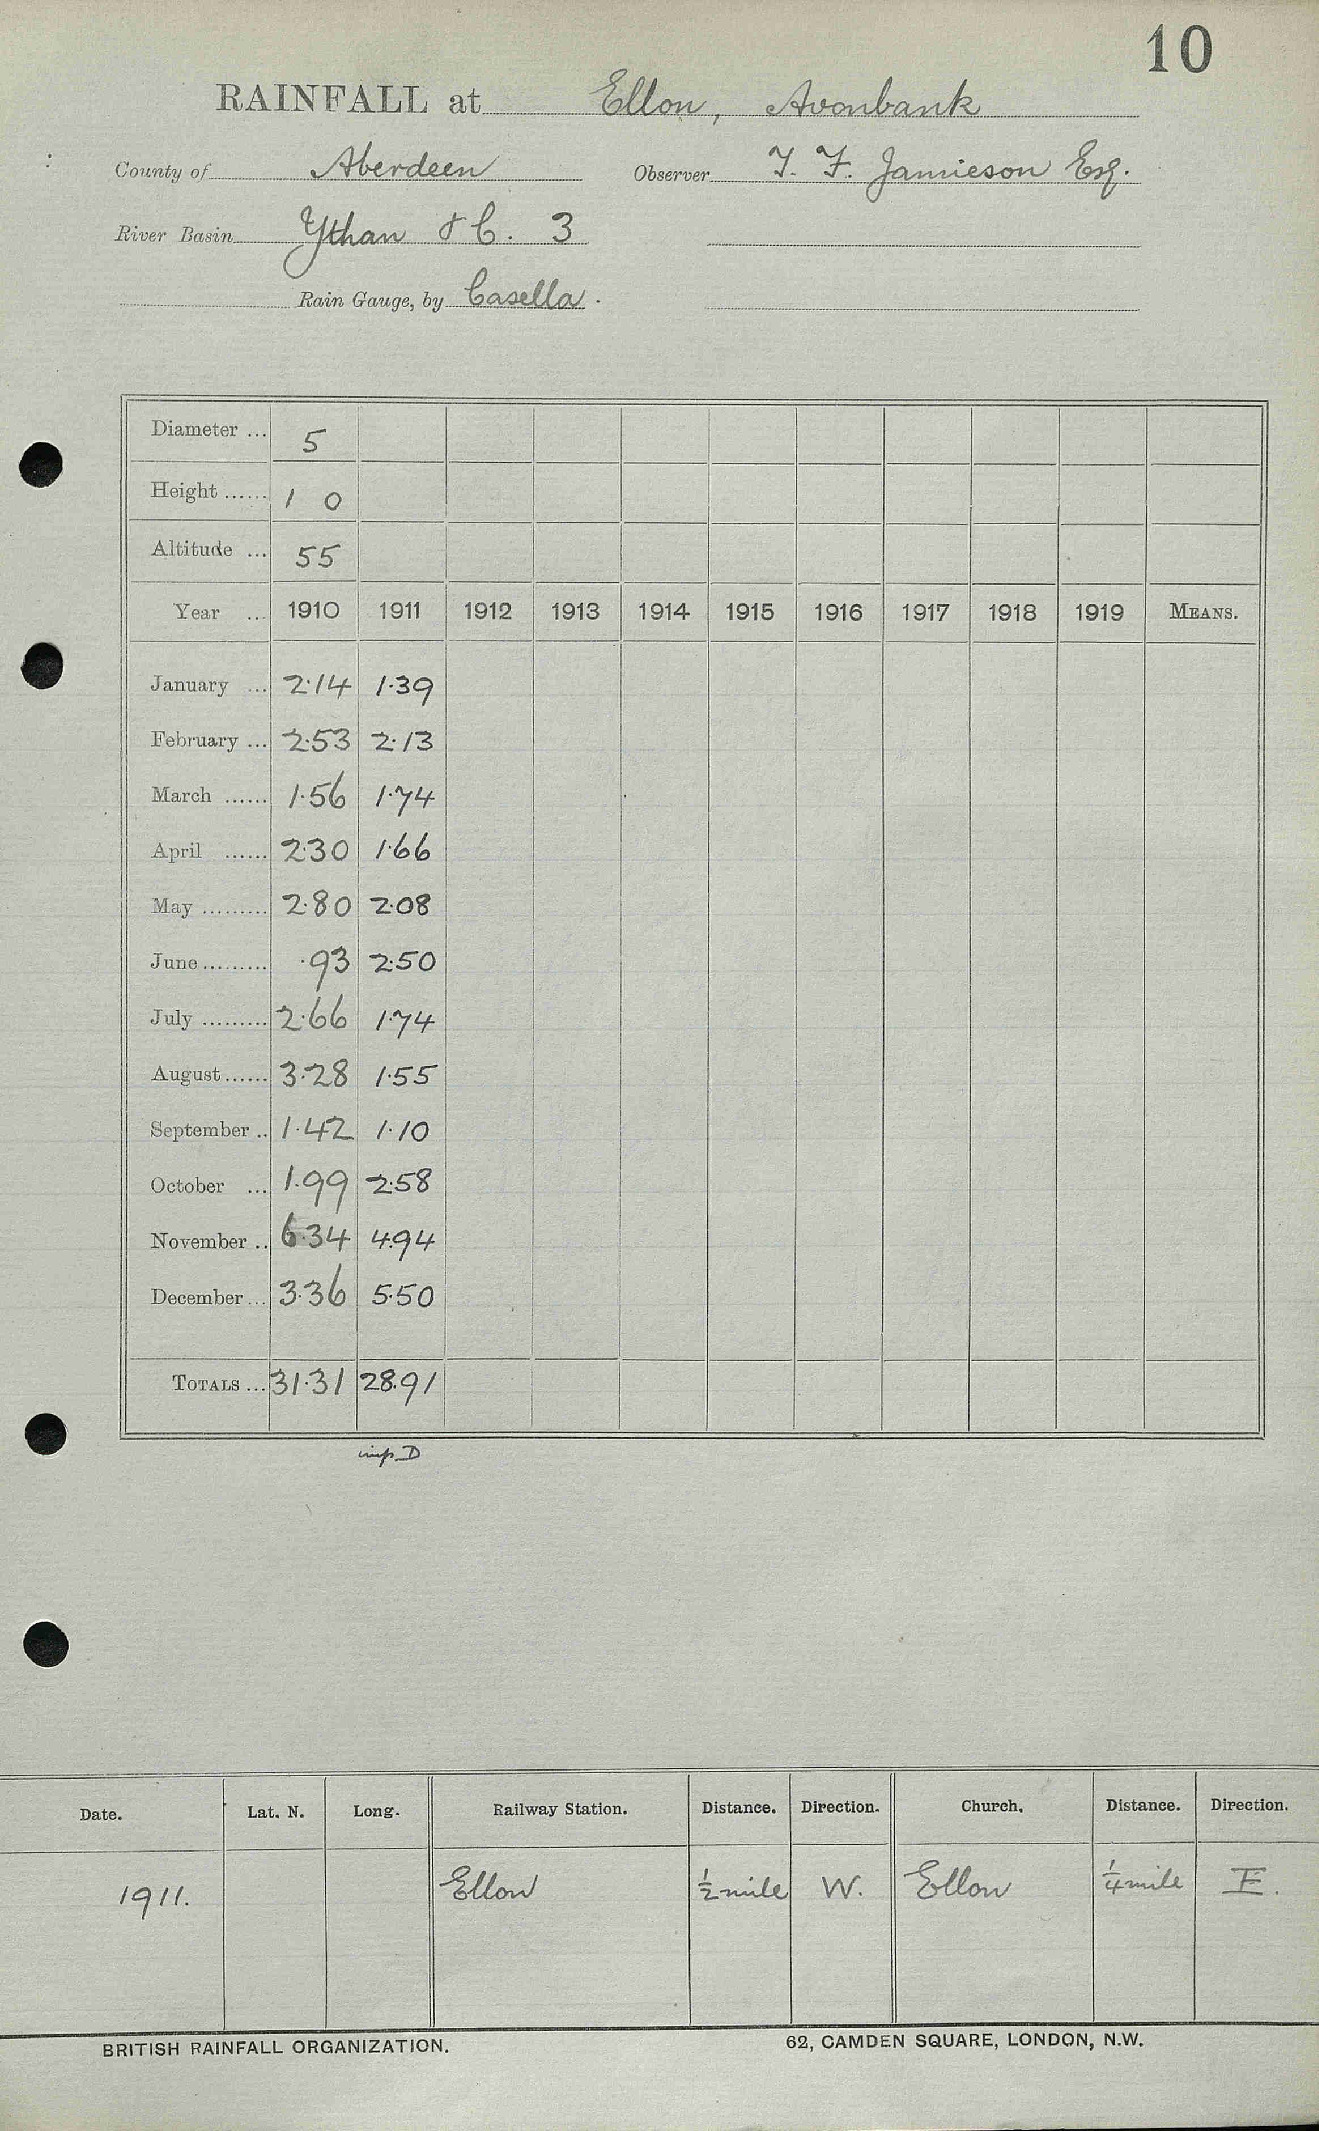 10
RAINFALL at Ellon, Avonbank
County of Aberdeen Observer T. F. Jamieson Esq.
River Basin Ythan &c. 3
Rain Gauge, by Casella.
Diameter ... 5
Height ...... 1 0
Altitude ... 55
Year ... 1910 1911 1912 1913 1914 1915 1916 1917 1918 1919 MEANS.
January ... 2.14 1.39
February ... 2.53 2.13
March ...... 1.56 1.74
April ...... 2.30 1.66
May ......... 2.80 2.08
June ......... .93 2.50
July ......... 2.66 1.74
August ...... 3.28 1.55
September .. 1.42 1.10
October ... 1.99 2.58
November .. 6.34 4.94
December ... 3.36 5.50
TOTALS ... 31.31 28.91
imp. D
Date. Lat. N. Long. Railway Station. Distance. Direction. Church. Distance. Direction.
1911. Ellon ½ mile W. Ellon ¼ mile E.
BRITISH RAINFALL ORGANIZATION. 62, CAMDEN SQUARE, LONDON, N.W.